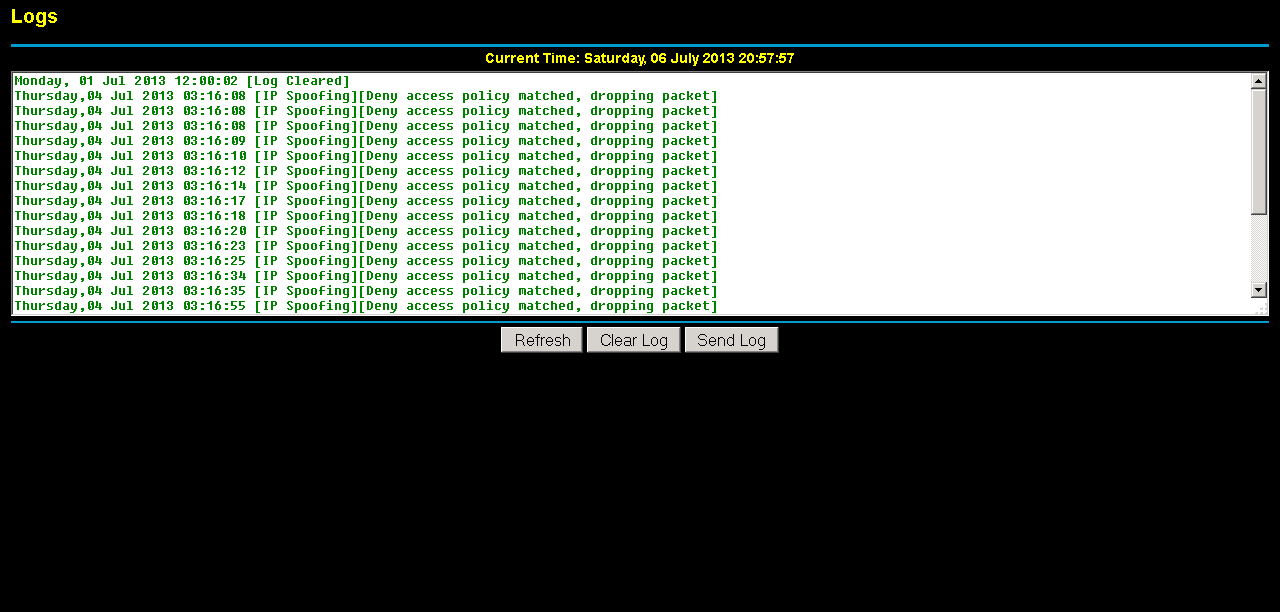 Logs
Current Time: Saturday, 06 July 2013 20:57:57
Monday, 01 Jul 2013 12:00:02 [Log Cleared]
Thursday,04 Jul 2013 03:16:08 [IP Spoofing][Deny access policy matched, dropping packet]
Thursday,04 Jul 2013 03:16:08 [IP Spoofing][Deny access policy matched, dropping packet]
Thursday,04 Jul 2013 03:16:08 [IP Spoofing][Deny access policy matched, dropping packet]
Thursday,04 Jul 2013 03:16:09 [IP Spoofing][Deny access policy matched, dropping packet]
Thursday,04 Jul 2013 03:16:10 [IP Spoofing][Deny access policy matched, dropping packet]
Thursday,04 Jul 2013 03:16:12 [IP Spoofing][Deny access policy matched, dropping packet]
Thursday,04 Jul 2013 03:16:14 [IP Spoofing][Deny access policy matched, dropping packet]
Thursday,04 Jul 2013 03:16:17 [IP Spoofing][Deny access policy matched, dropping packet]
Thursday,04 Jul 2013 03:16:18 [IP Spoofing][Deny access policy matched, dropping packet]
Thursday,04 Jul 2013 03:16:20 [IP Spoofing][Deny access policy matched, dropping packet]
Thursday,04 Jul 2013 03:16:23 [IP Spoofing][Deny access policy matched, dropping packet]
Thursday,04 Jul 2013 03:16:25 [IP Spoofing][Deny access policy matched, dropping packet]
Thursday,04 Jul 2013 03:16:34 [IP Spoofing][Deny access policy matched, dropping packet]
Thursday,04 Jul 2013 03:16:35 [IP Spoofing][Deny access policy matched, dropping packet]
Thursday,04 Jul 2013 03:16:55 [IP Spoofing][Deny access policy matched, dropping packet]
Refresh Clear Log Send Log